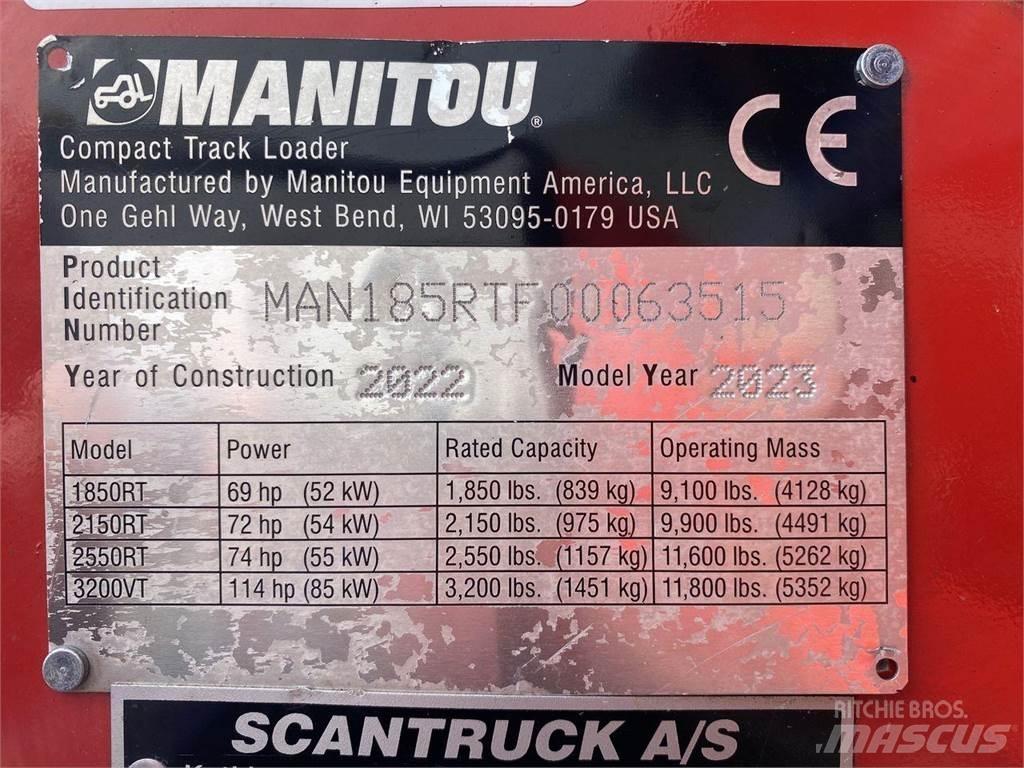 MANITOU®
CE
Compact Track Loader
Manufactured by Manitou Equipment America, LLC
One Gehl Way, West Bend, WI 53095-0179 USA
Product
Identification MAN185RTF00063515
Number
Year of Construction 2022 Model Year 2023
Model Power Rated Capacity Operating Mass
1850RT 69 hp (52 kW) 1,850 lbs. (839 kg) 9,100 lbs. (4128 kg)
2150RT 72 hp (54 kW) 2,150 lbs. (975 kg) 9,900 lbs. (4491 kg)
2550RT 74 hp (55 kW) 2,550 lbs. (1157 kg) 11,600 lbs. (5262 kg)
3200VT 114 hp (85 kW) 3,200 lbs. (1451 kg) 11,800 lbs. (5352 kg)
SCANTRUCK A/S
RITCHIE BROS.
MASCUS